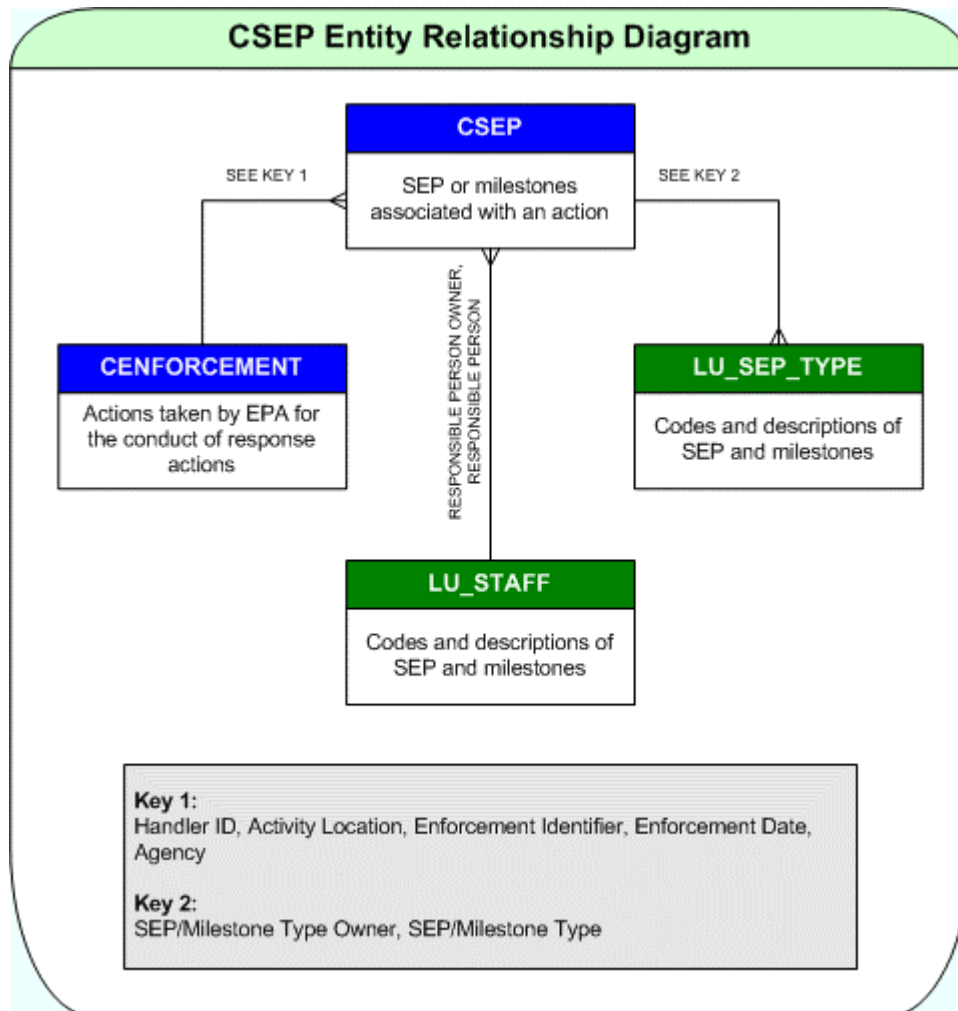 CSEP Entity Relationship Diagram
CSEP
SEP or milestones
associated with an action
SEE KEY 1
SEE KEY 2
RESPONSIBLE PERSON OWNER,
RESPONSIBLE PERSON
CENFORCEMENT
Actions taken by EPA for
the conduct of response
actions
LU_SEP_TYPE
Codes and descriptions of
SEP and milestones
LU_STAFF
Codes and descriptions of
SEP and milestones
Key 1:
Handler ID, Activity Location, Enforcement Identifier, Enforcement Date,
Agency
Key 2:
SEP/Milestone Type Owner, SEP/Milestone Type